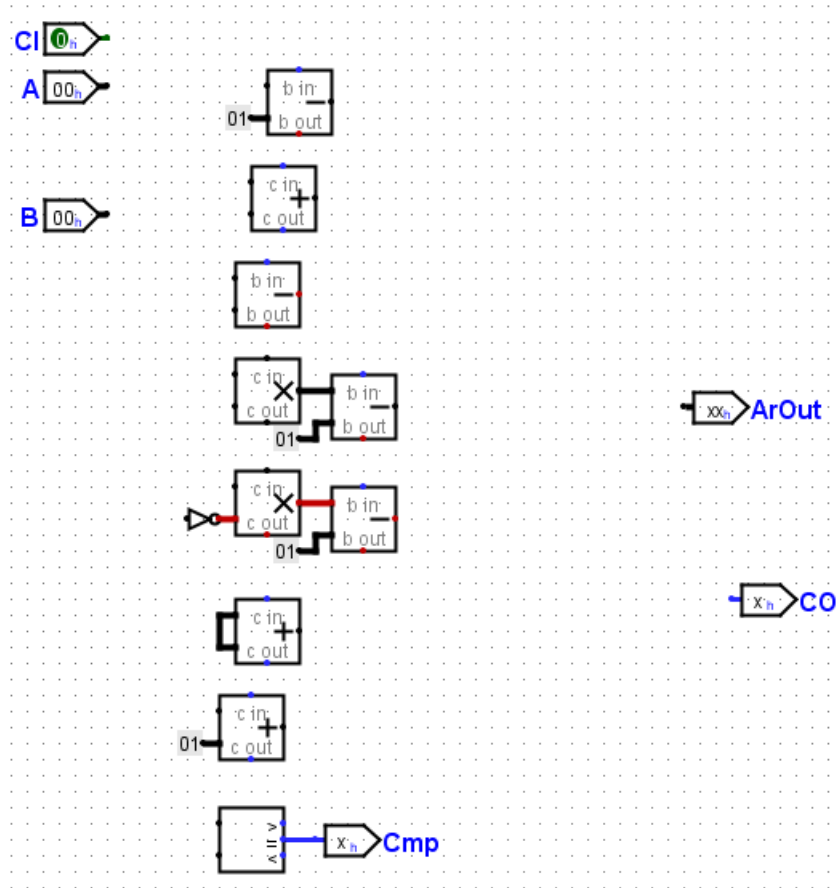 CI 0h
A 00h
b in
−
01 b out
c in
+
B 00h
c out
b in
−
b out
c in
×
b in
c out
−
xxh ArOut
01 b out
c in
×
b in
c out
−
01 b out
c in
xh CO
+
c out
c in
+
01 c out
>
= xh Cmp
<